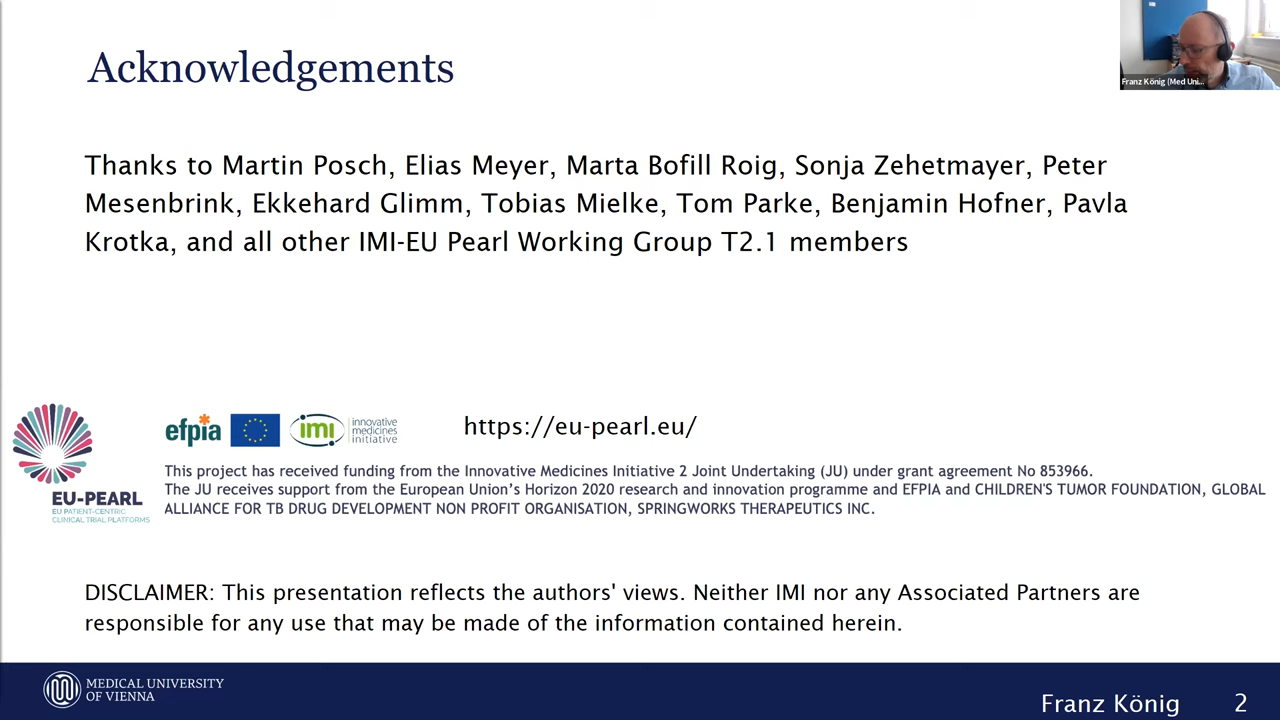 Acknowledgements
Franz König (Med Uni...
Thanks to Martin Posch, Elias Meyer, Marta Bofill Roig, Sonja Zehetmayer, Peter
Mesenbrink, Ekkehard Glimm, Tobias Mielke, Tom Parke, Benjamin Hofner, Pavla
Krotka, and all other IMI-EU Pearl Working Group T2.1 members
efpia
imi
innovative
medicines
initiative
https://eu-pearl.eu/
EU-PEARL
EU PATIENT-CENTRIC
CLINICAL TRIAL PLATFORMS
This project has received funding from the Innovative Medicines Initiative 2 Joint Undertaking (JU) under grant agreement No 853966.
The JU receives support from the European Union’s Horizon 2020 research and innovation programme and EFPIA and CHILDREN'S TUMOR FOUNDATION, GLOBAL
ALLIANCE FOR TB DRUG DEVELOPMENT NON PROFIT ORGANISATION, SPRINGWORKS THERAPEUTICS INC.
DISCLAIMER: This presentation reflects the authors' views. Neither IMI nor any Associated Partners are
responsible for any use that may be made of the information contained herein.
MEDICAL UNIVERSITY
OF VIENNA
Franz König
2